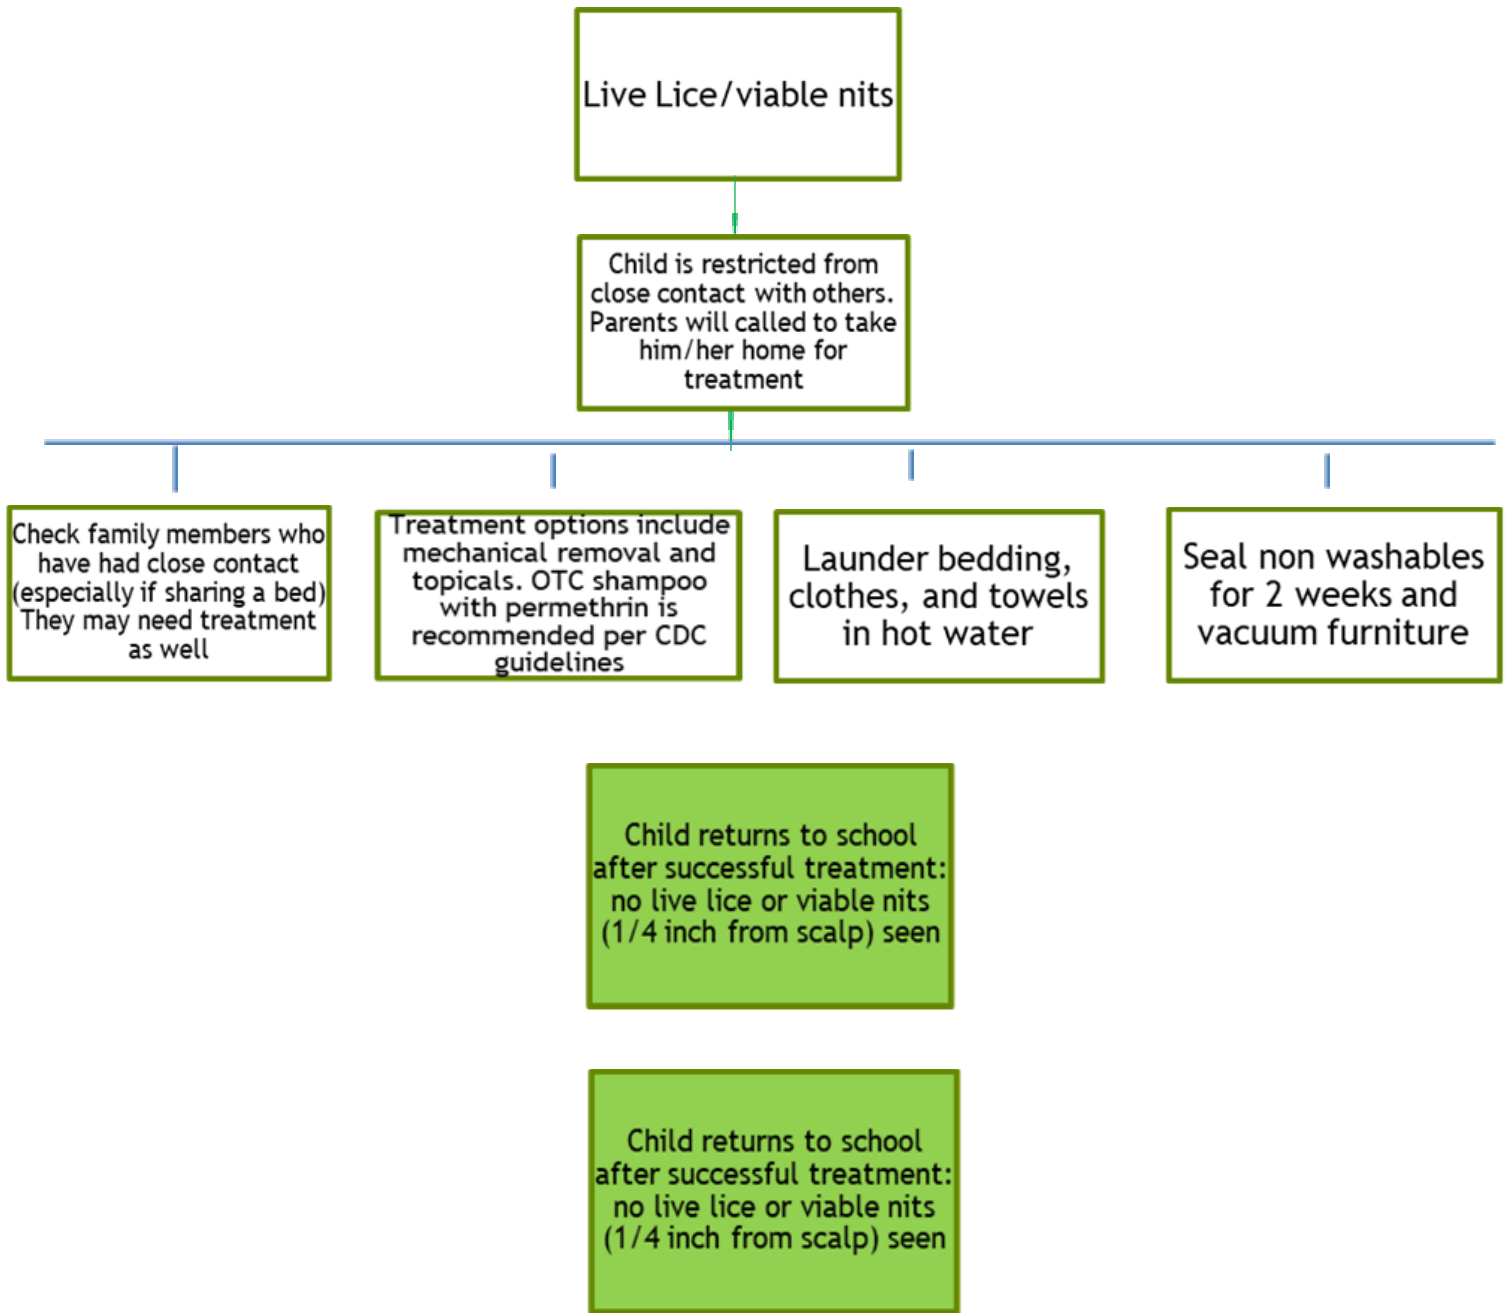 Live Lice/viable nits
Child is restricted from
close contact with others.
Parents will called to take
him/her home for
treatment
Check family members who
have had close contact
(especially if sharing a bed)
They may need treatment
as well
Treatment options include
mechanical removal and
topicals. OTC shampoo
with permethrin is
recommended per CDC
guidelines
Launder bedding,
clothes, and towels
in hot water
Seal non washables
for 2 weeks and
vacuum furniture
Child returns to school
after successful treatment:
no live lice or viable nits
(1/4 inch from scalp) seen
Child returns to school
after successful treatment:
no live lice or viable nits
(1/4 inch from scalp) seen